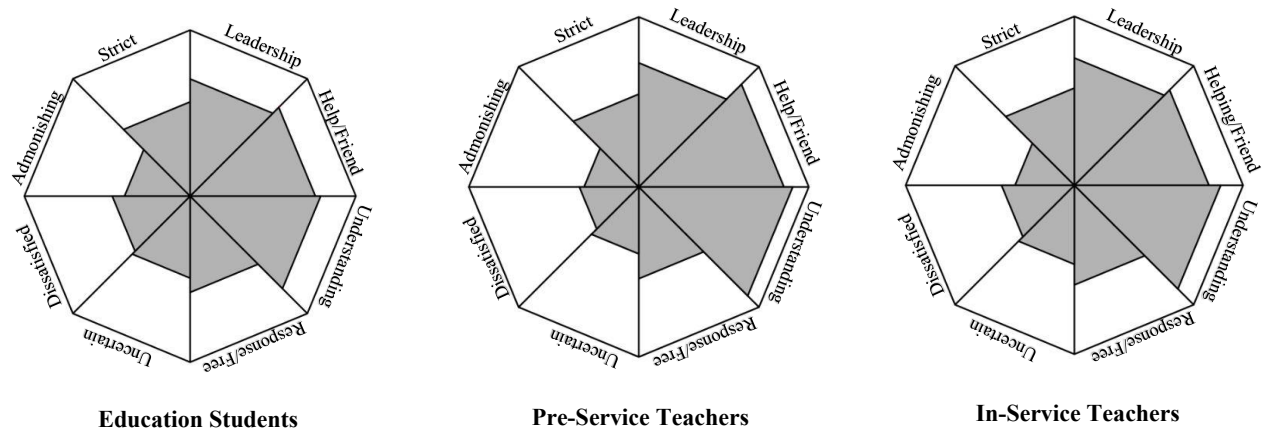 Strict
Leadership
Help/Friend
Understanding
Response/Free
Uncertain
Dissatisfied
Admonishing
Education Students
Strict
Leadership
Help/Friend
Understanding
Response/Free
Uncertain
Dissatisfied
Admonishing
Pre-Service Teachers
Strict
Leadership
Helping/Friend
Understanding
Response/Free
Uncertain
Dissatisfied
Admonishing
In-Service Teachers